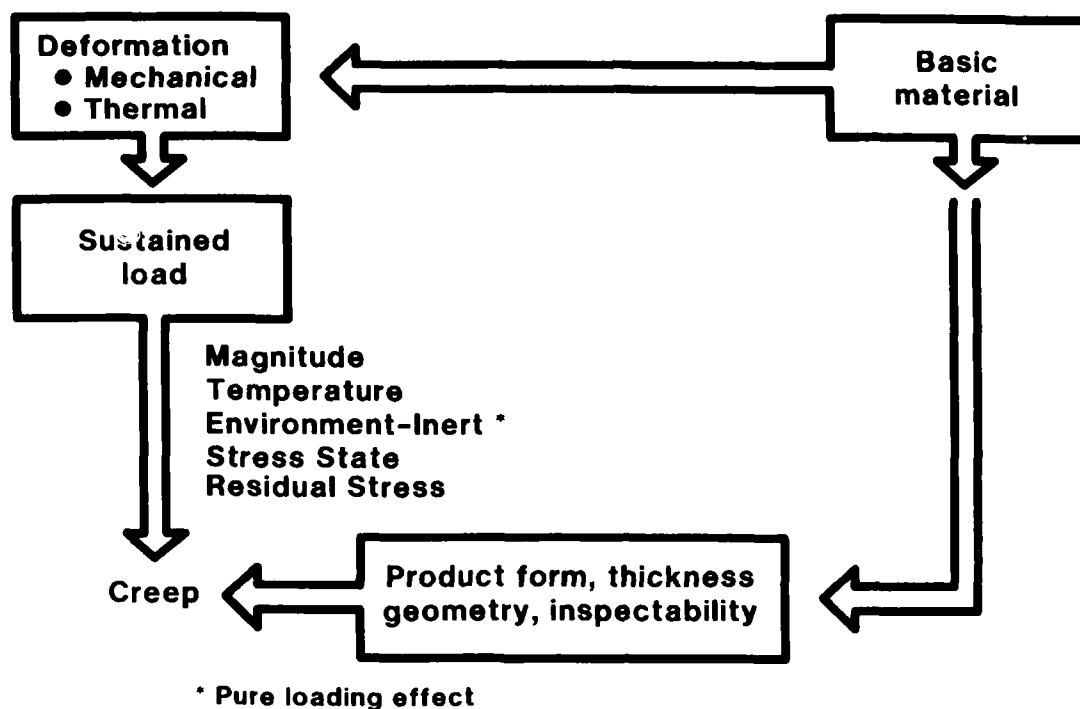 Deformation
● Mechanical
● Thermal
Basic
material
Sustained
load
Magnitude
Temperature
Environment-Inert *
Stress State
Residual Stress
Creep
Product form, thickness
geometry, inspectability
* Pure loading effect